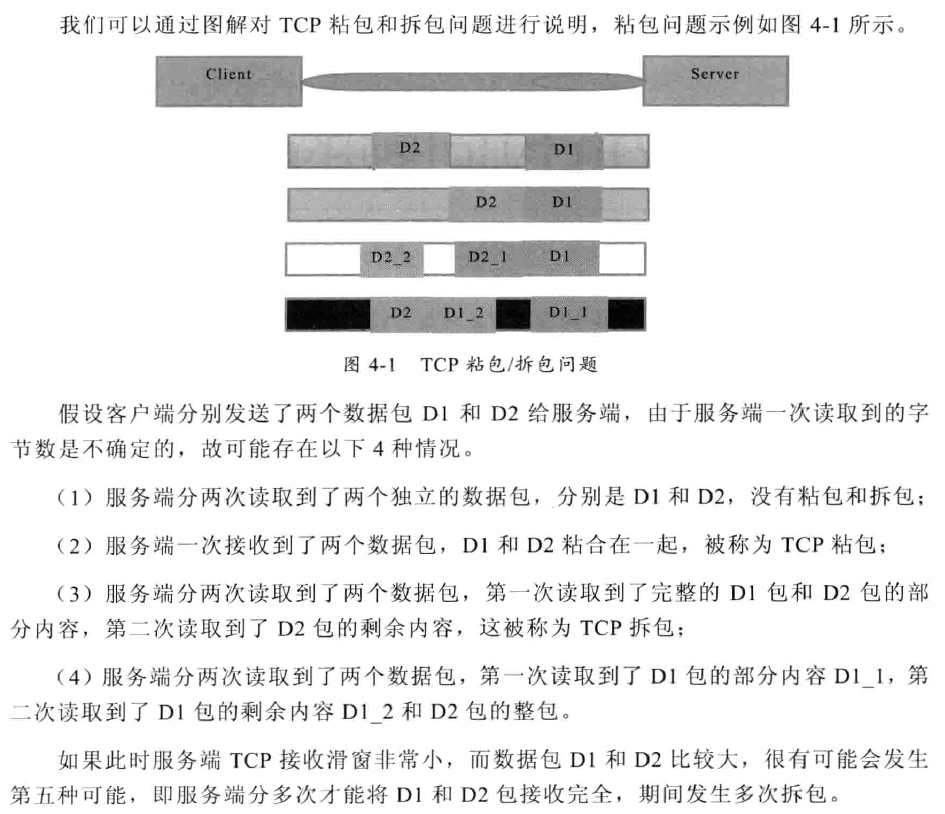 我们可以通过图解对 TCP 粘包和拆包问题进行说明，粘包问题示例如图 4-1 所示。
Client
Server
D2 D1
D2 D1
D2_2 D2_1 D1
D2 D1_2 D1_1
图 4-1 TCP 粘包/拆包问题
假设客户端分别发送了两个数据包 D1 和 D2 给服务端，由于服务端一次读取到的字
节数是不确定的，故可能存在以下 4 种情况。
（1）服务端分两次读取到了两个独立的数据包，分别是 D1 和 D2，没有粘包和拆包；
（2）服务端一次接收到了两个数据包，D1 和 D2 粘合在一起，被称为 TCP 粘包；
（3）服务端分两次读取到了两个数据包，第一次读取到了完整的 D1 包和 D2 包的部
分内容，第二次读取到了 D2 包的剩余内容，这被称为 TCP 拆包；
（4）服务端分两次读取到了两个数据包，第一次读取到了 D1 包的部分内容 D1_1，第
二次读取到了 D1 包的剩余内容 D1_2 和 D2 包的整包。
如果此时服务端 TCP 接收滑窗非常小，而数据包 D1 和 D2 比较大，很有可能会发生
第五种可能，即服务端分多次才能将 D1 和 D2 包接收完全，期间发生多次拆包。